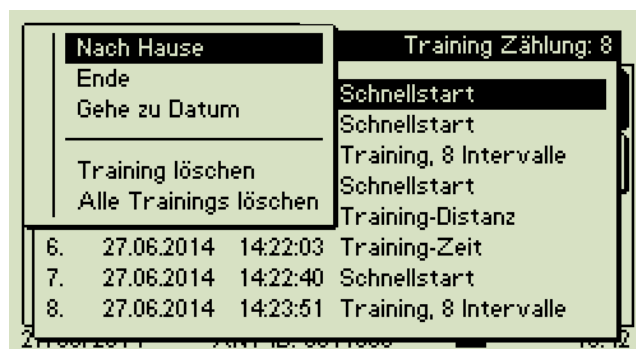 Nach Hause
Ende
Gehe zu Datum
Training löschen
Alle Trainings löschen
Training Zählung: 8
Schnellstart
Schnellstart
Training, 8 Intervalle
Schnellstart
Training-Distanz
6. 27.06.2014 14:22:03 Training-Zeit
7. 27.06.2014 14:22:40 Schnellstart
8. 27.06.2014 14:23:51 Training, 8 Intervalle